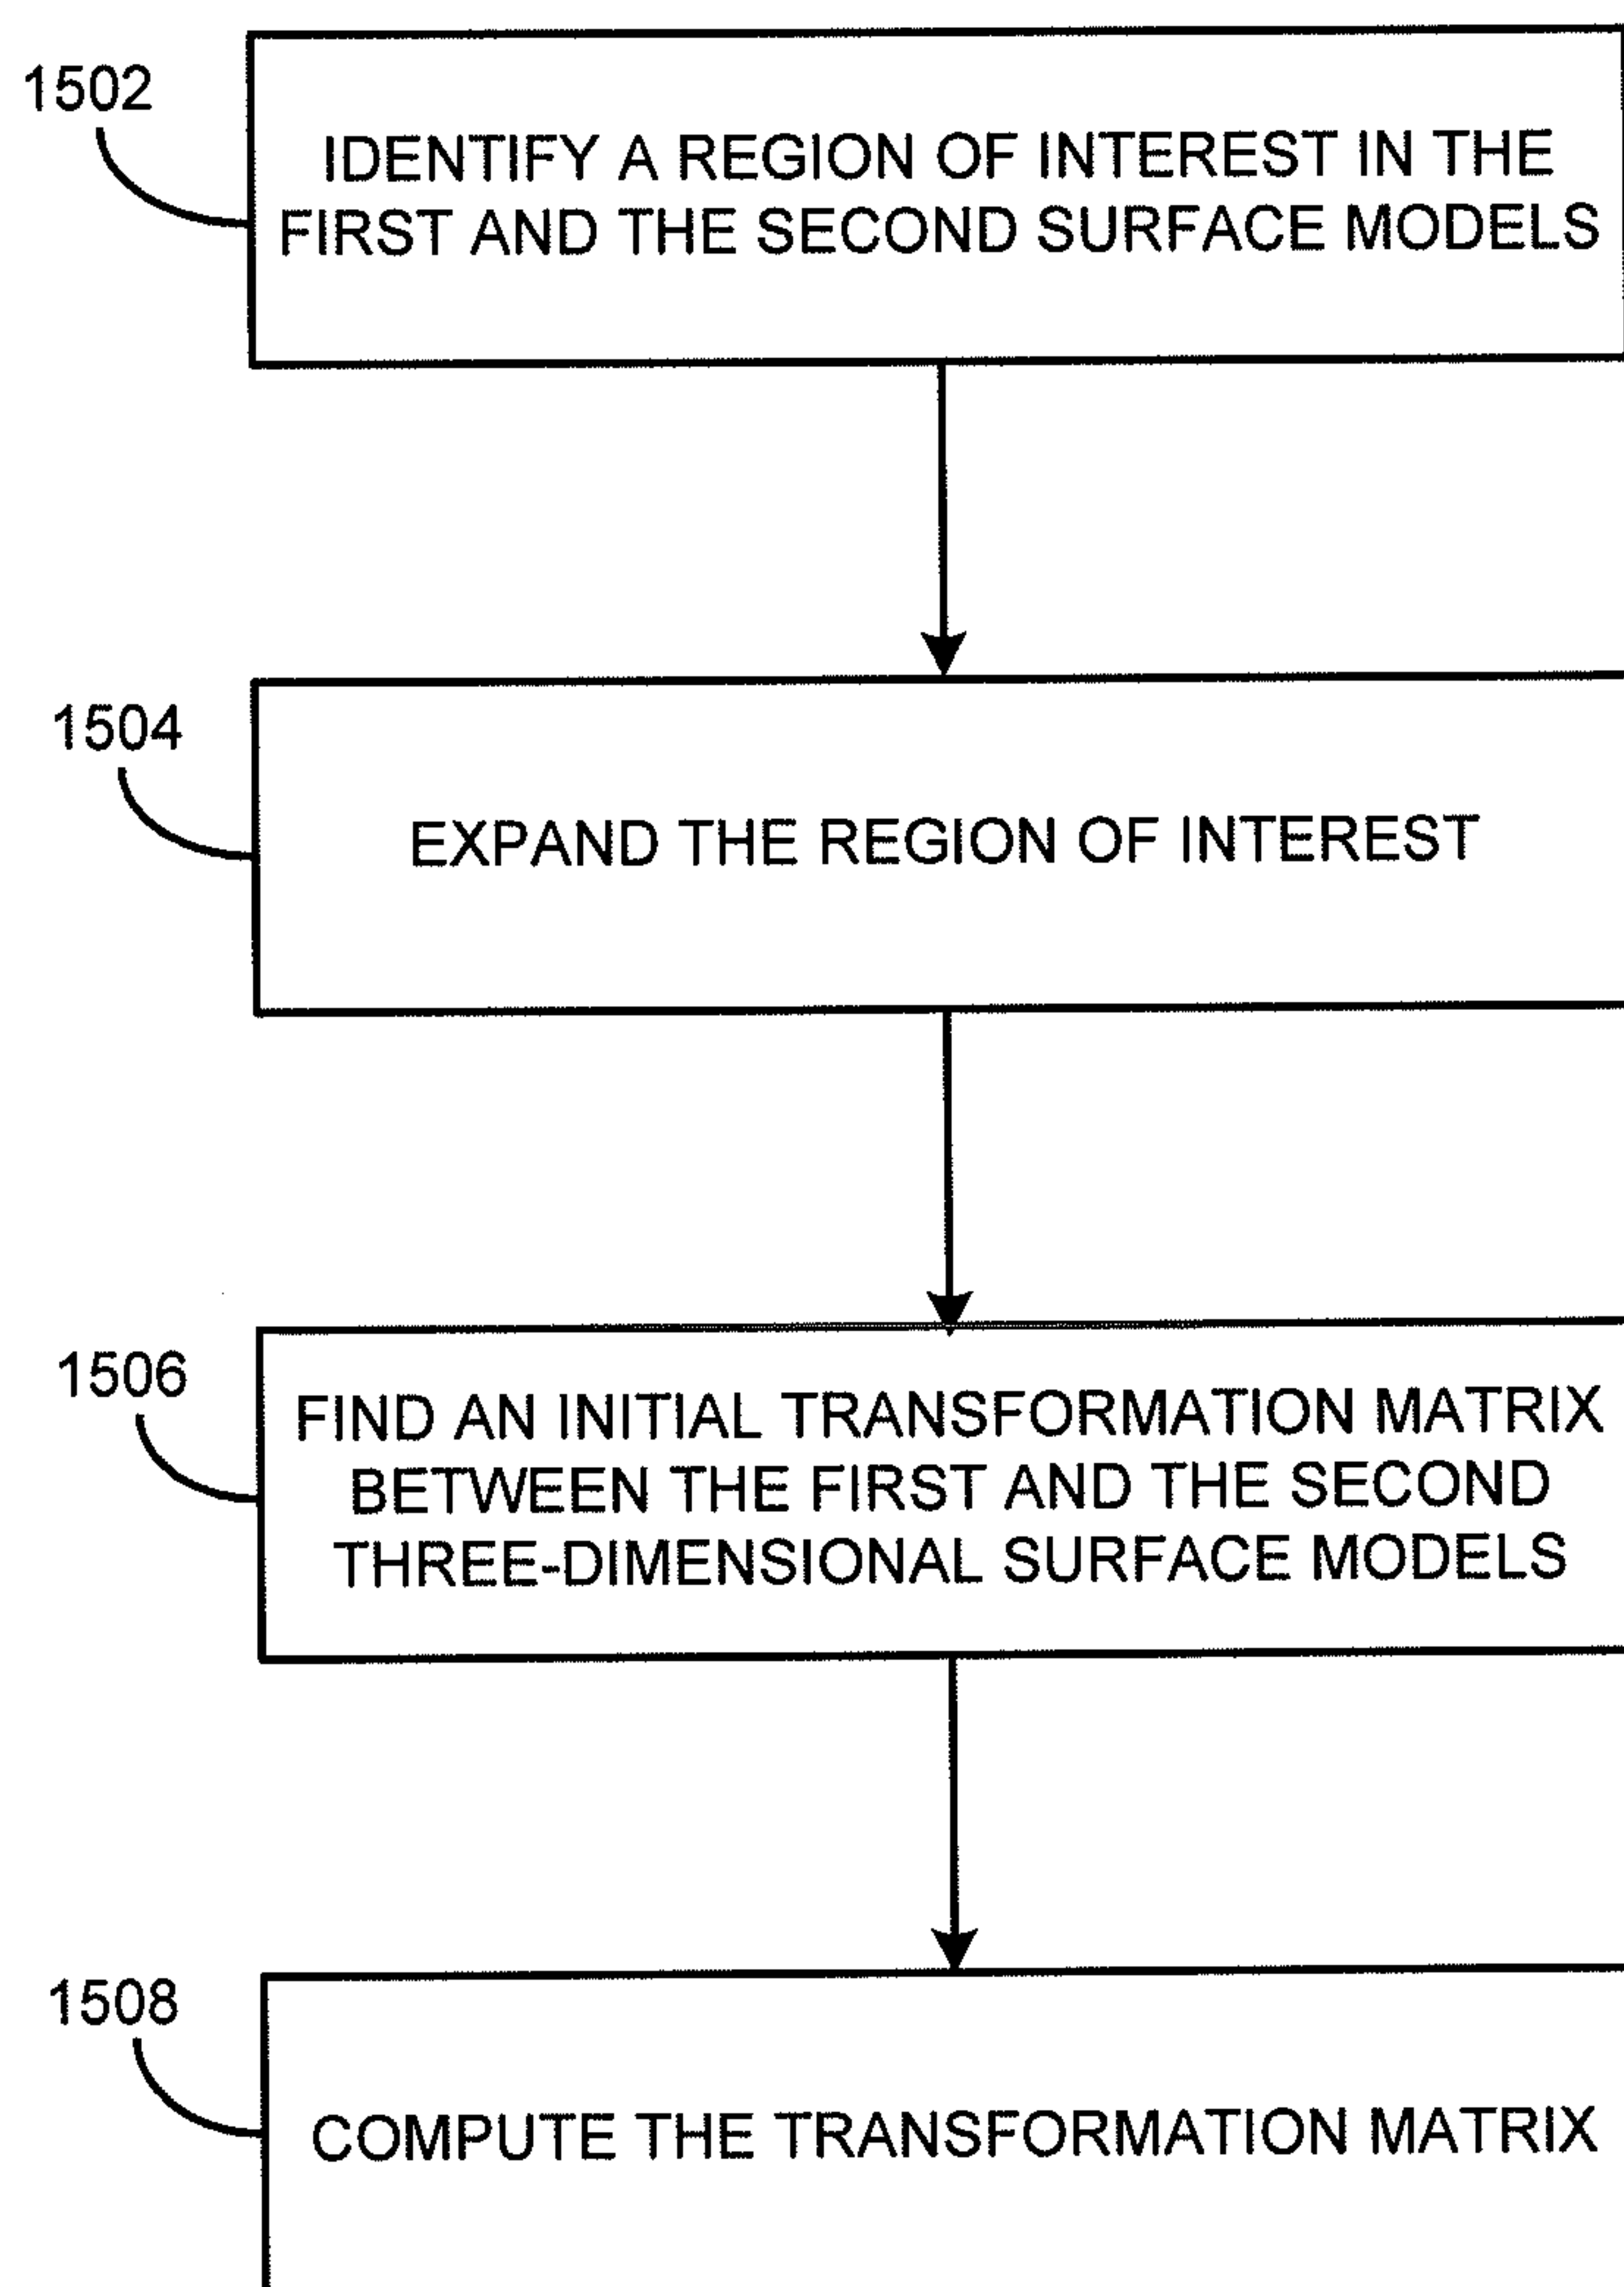 1502
IDENTIFY A REGION OF INTEREST IN THE
FIRST AND THE SECOND SURFACE MODELS
1504
EXPAND THE REGION OF INTEREST
1506
FIND AN INITIAL TRANSFORMATION MATRIX
BETWEEN THE FIRST AND THE SECOND
THREE-DIMENSIONAL SURFACE MODELS
1508
COMPUTE THE TRANSFORMATION MATRIX